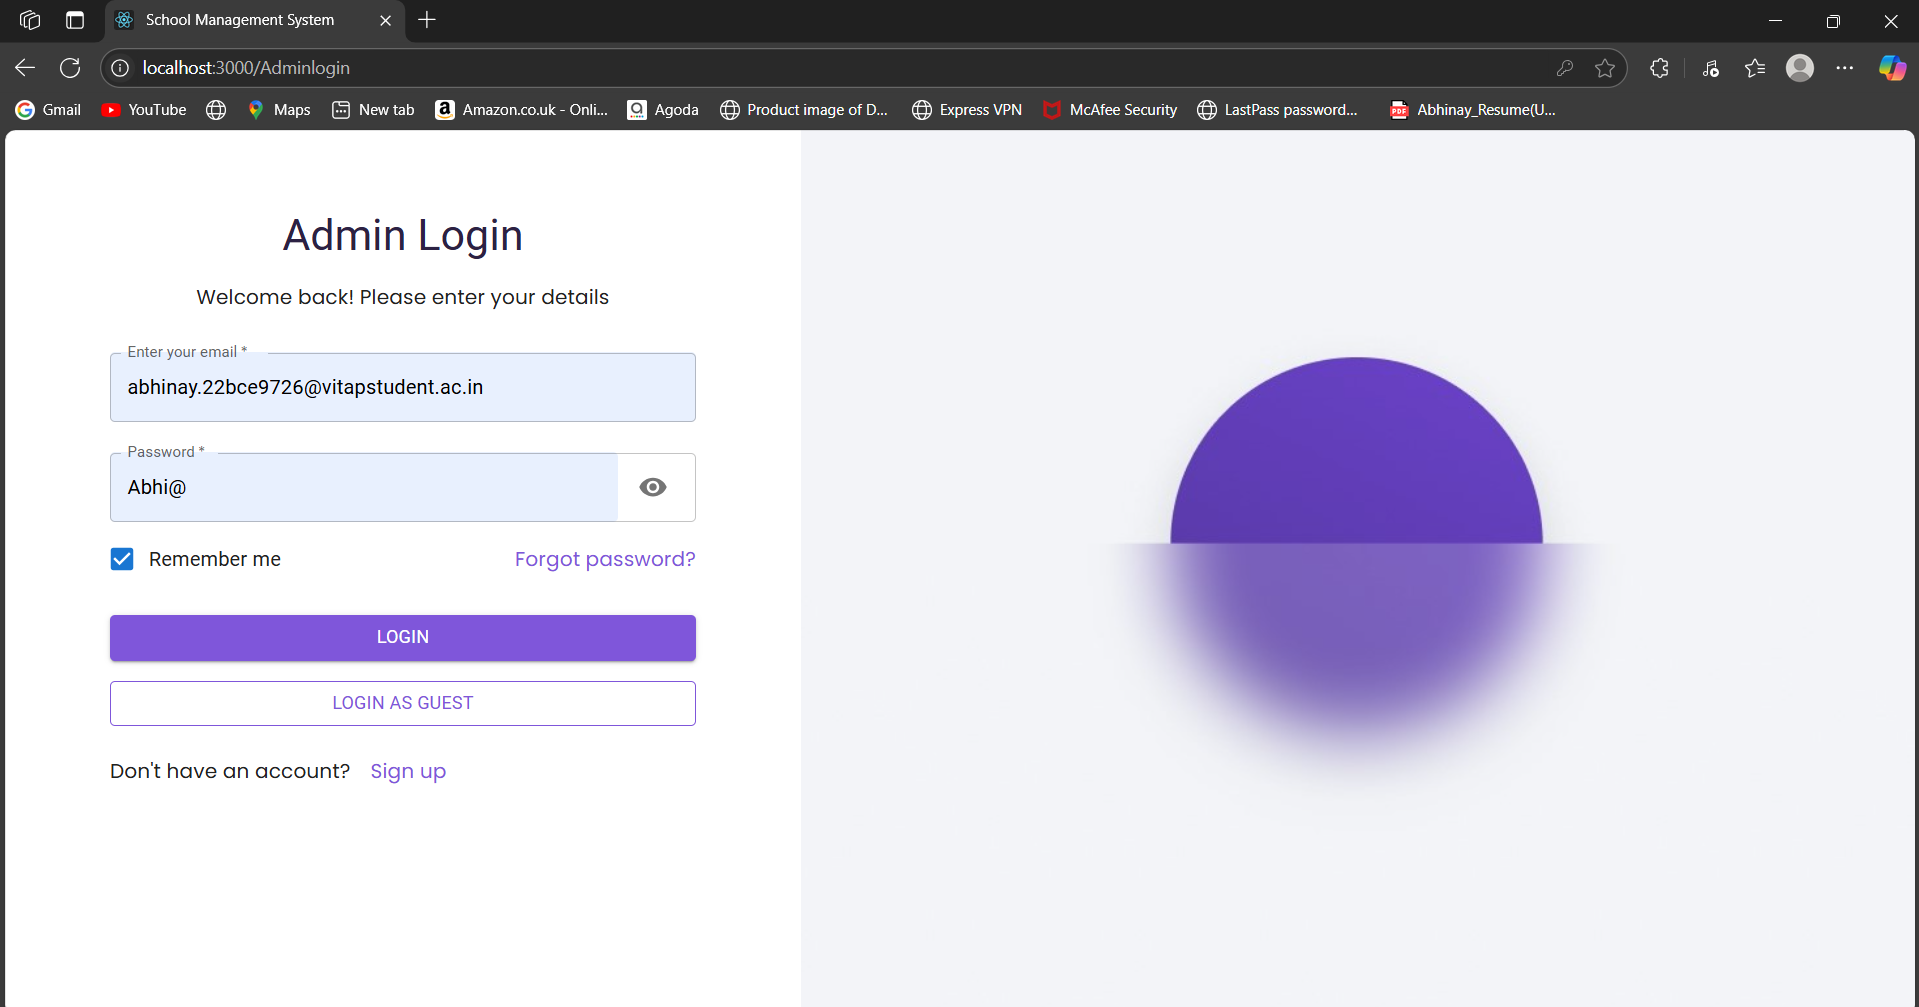 School Management System
localhost:3000/Adminlogin
Gmail YouTube Maps New tab Amazon.co.uk - Onli... Agoda Product image of D... Express VPN McAfee Security LastPass password... Abhinay_Resume(U...
Admin Login
Welcome back! Please enter your details
Enter your email *
abhinay.22bce9726@vitapstudent.ac.in
Password *
Abhi@
Remember me Forgot password?
LOGIN
LOGIN AS GUEST
Don't have an account? Sign up